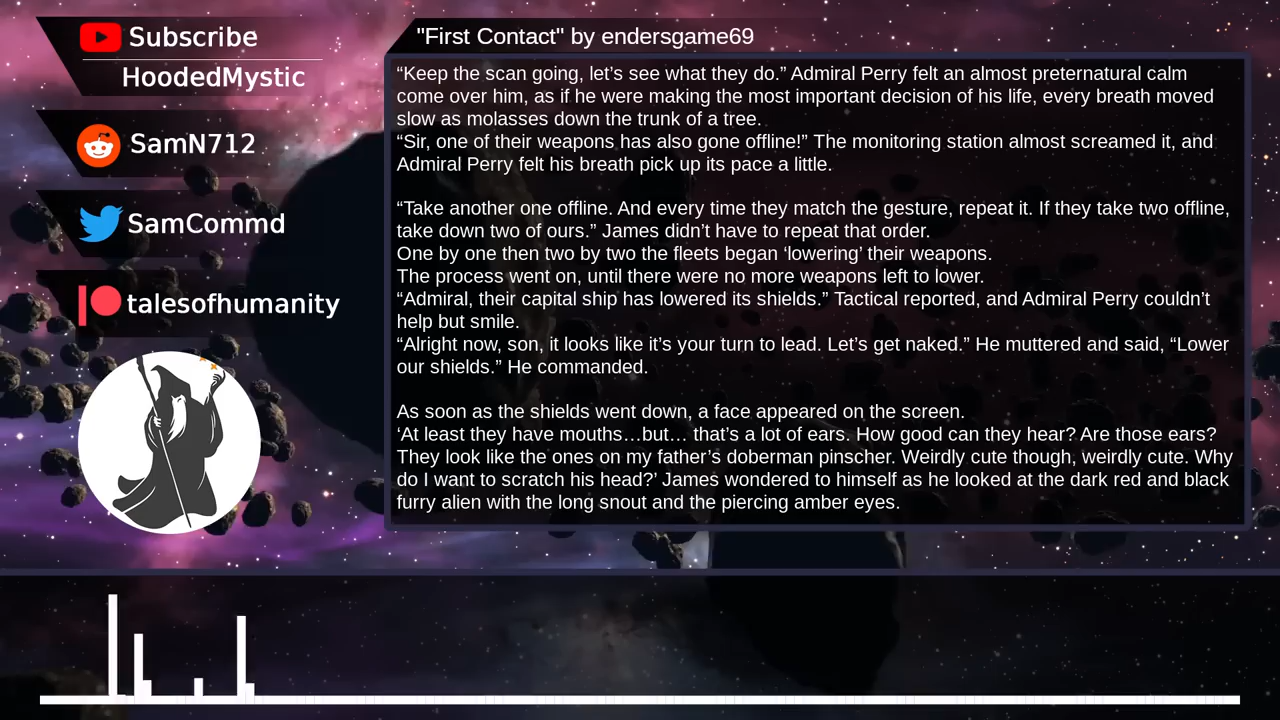 Subscribe
HoodedMystic
SamN712
SamCommd
talesofhumanity
"First Contact" by endersgame69
“Keep the scan going, let’s see what they do.” Admiral Perry felt an almost preternatural calm
come over him, as if he were making the most important decision of his life, every breath moved
slow as molasses down the trunk of a tree.
“Sir, one of their weapons has also gone offline!” The monitoring station almost screamed it, and
Admiral Perry felt his breath pick up its pace a little.
“Take another one offline. And every time they match the gesture, repeat it. If they take two offline,
take down two of ours.” James didn’t have to repeat that order.
One by one then two by two the fleets began ‘lowering’ their weapons.
The process went on, until there were no more weapons left to lower.
“Admiral, their capital ship has lowered its shields.” Tactical reported, and Admiral Perry couldn’t
help but smile.
“Alright now, son, it looks like it’s your turn to lead. Let’s get naked.” He muttered and said, “Lower
our shields.” He commanded.
As soon as the shields went down, a face appeared on the screen.
‘At least they have mouths…but… that’s a lot of ears. How good can they hear? Are those ears?
They look like the ones on my father’s doberman pinscher. Weirdly cute though, weirdly cute. Why
do I want to scratch his head?’ James wondered to himself as he looked at the dark red and black
furry alien with the long snout and the piercing amber eyes.